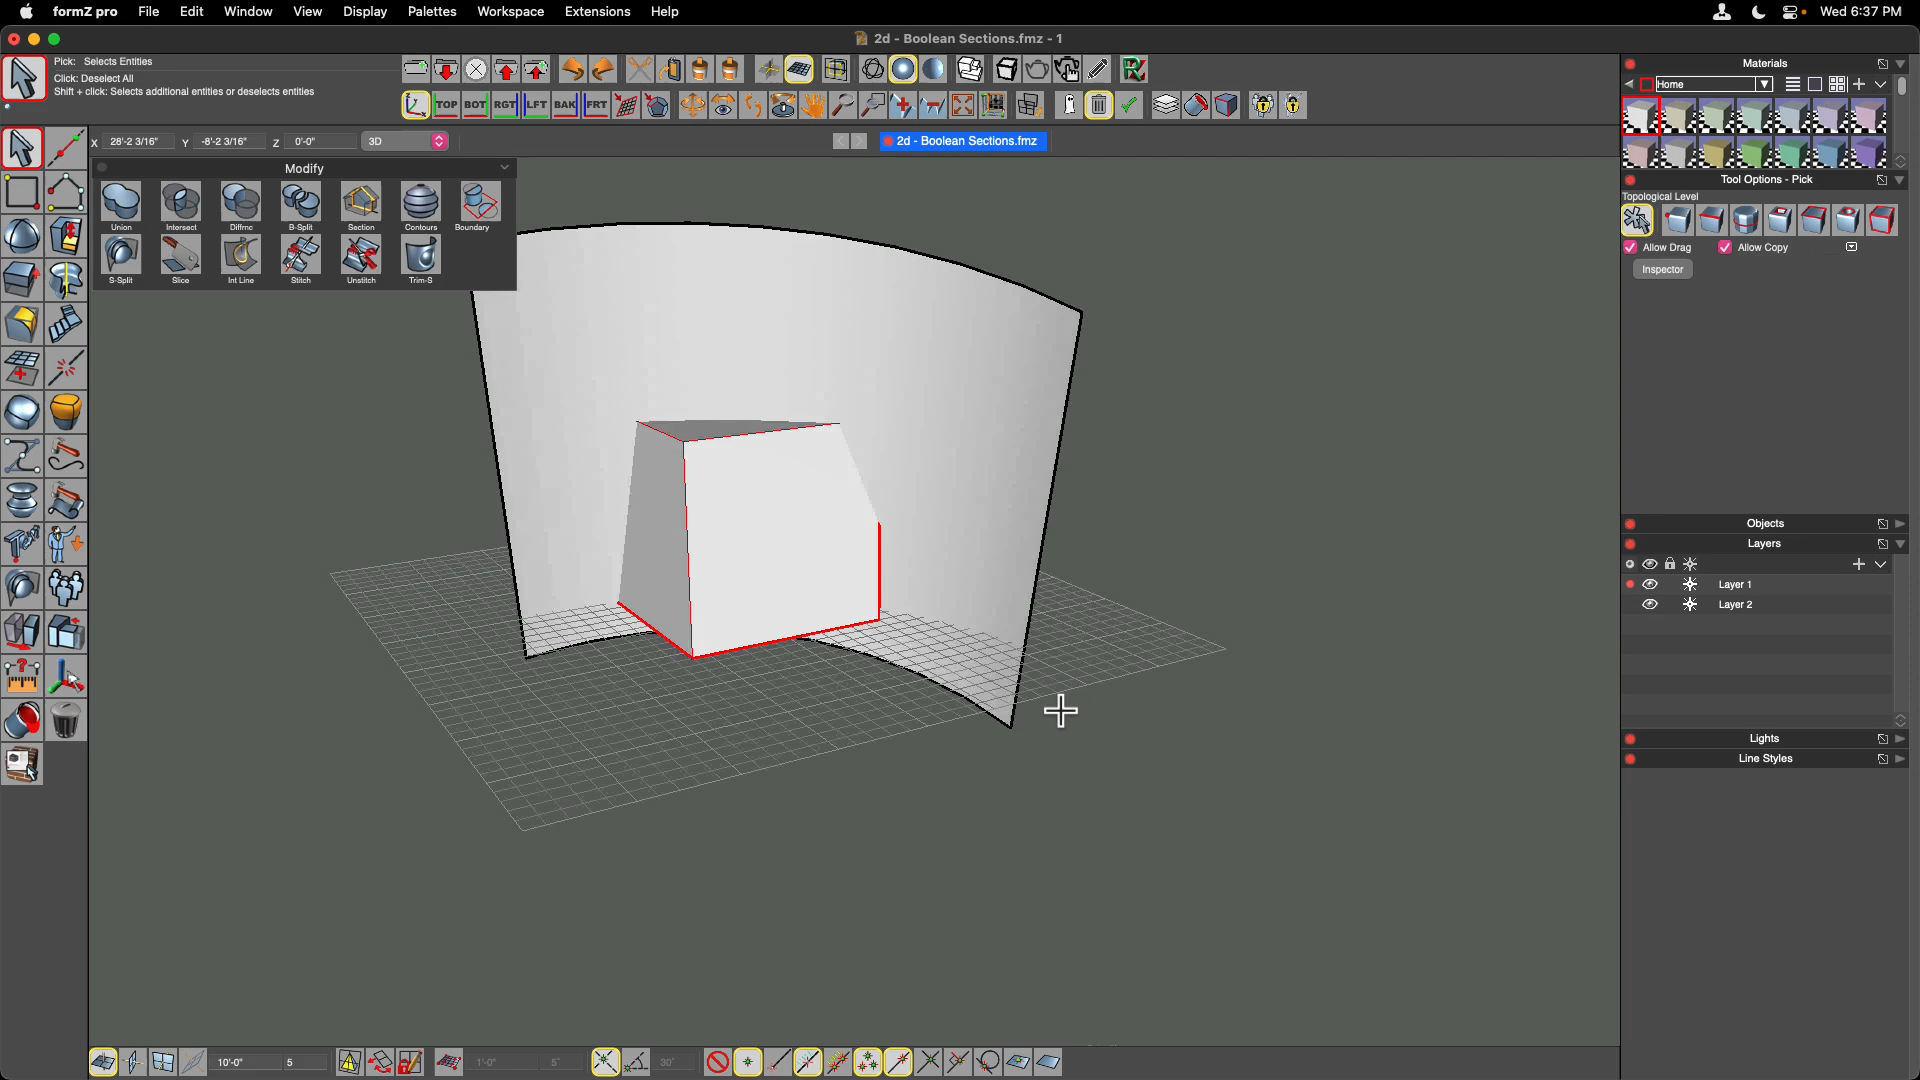 formZ pro File Edit Window View Display Palettes Workspace Extensions Help Wed 6:37 PM
2d - Boolean Sections.fmz - 1
Pick: Selects Entities
Click: Deselect All
Shift + click: Selects additional entities or deselects entities
TOP BOT RGT LFT BAK FRT
X 28'-2 3/16" Y -8'-2 3/16" Z 0'-0" 3D
2d - Boolean Sections.fmz
Modify
Union Intersect Diffrnc B-Split Section Contours Boundary
S-Split Slice Int Line Stitch Unstitch Trim-S
Materials
Home
Tool Options - Pick
Topological Level
Allow Drag Allow Copy
Inspector
Objects
Layers
Layer 1
Layer 2
Lights
Line Styles
10'-0" 5 1'-0" 5° 30°